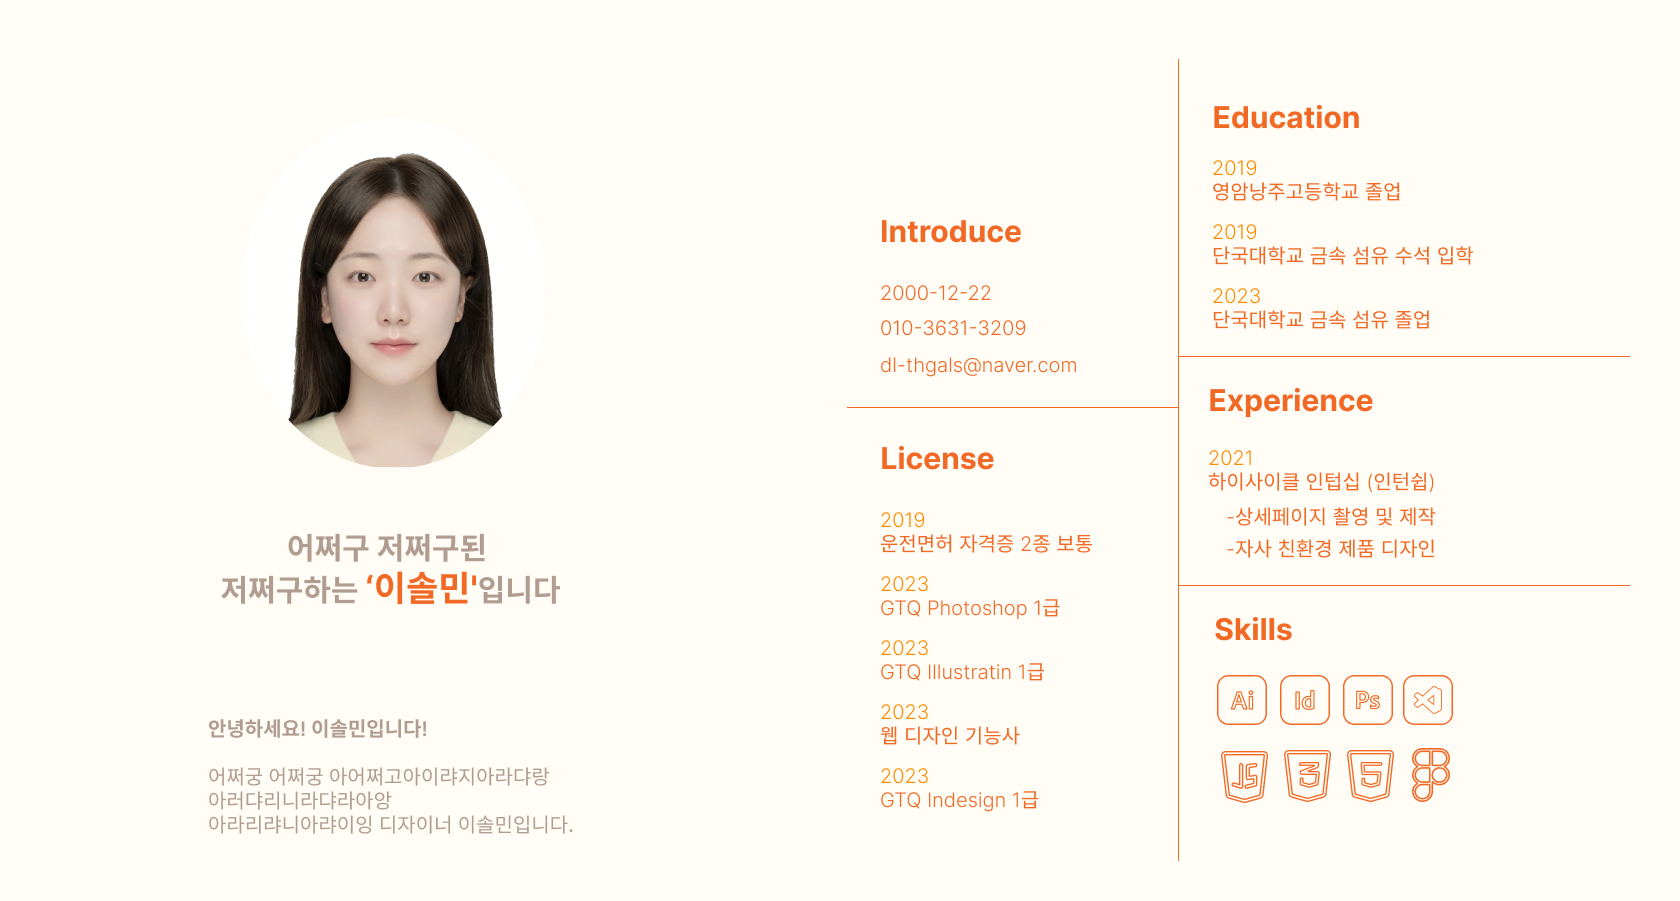 어쩌구 저쩌구된
저쩌구하는 ‘이솔민'입니다
안녕하세요! 이솔민입니다!
어쩌궁 어쩌궁 아어쩌고아이랴지아라댜랑
아러댜리니라댜라아앙
아라리랴니아랴이잉 디자이너 이솔민입니다.
Introduce
2000-12-22
010-3631-3209
dl-thgals@naver.com
License
2019
운전면허 자격증 2종 보통
2023
GTQ Photoshop 1급
2023
GTQ Illustratin 1급
2023
웹 디자인 기능사
2023
GTQ Indesign 1급
Education
2019
영암낭주고등학교 졸업
2019
단국대학교 금속 섬유 수석 입학
2023
단국대학교 금속 섬유 졸업
Experience
2021
하이사이클 인텁십 (인턴쉽)
-상세페이지 촬영 및 제작
-자사 친환경 제품 디자인
Skills
Ai Id Ps
JS 3 5